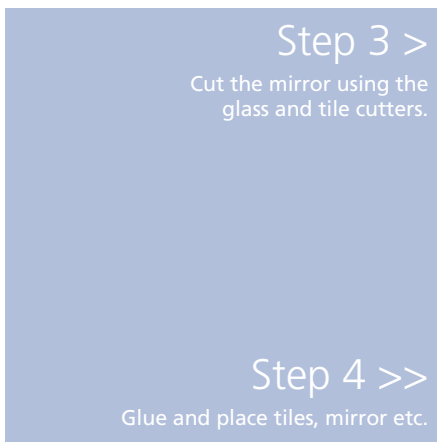 Step 3 >
Cut the mirror using the
glass and tile cutters.
Step 4 >>
Glue and place tiles, mirror etc.